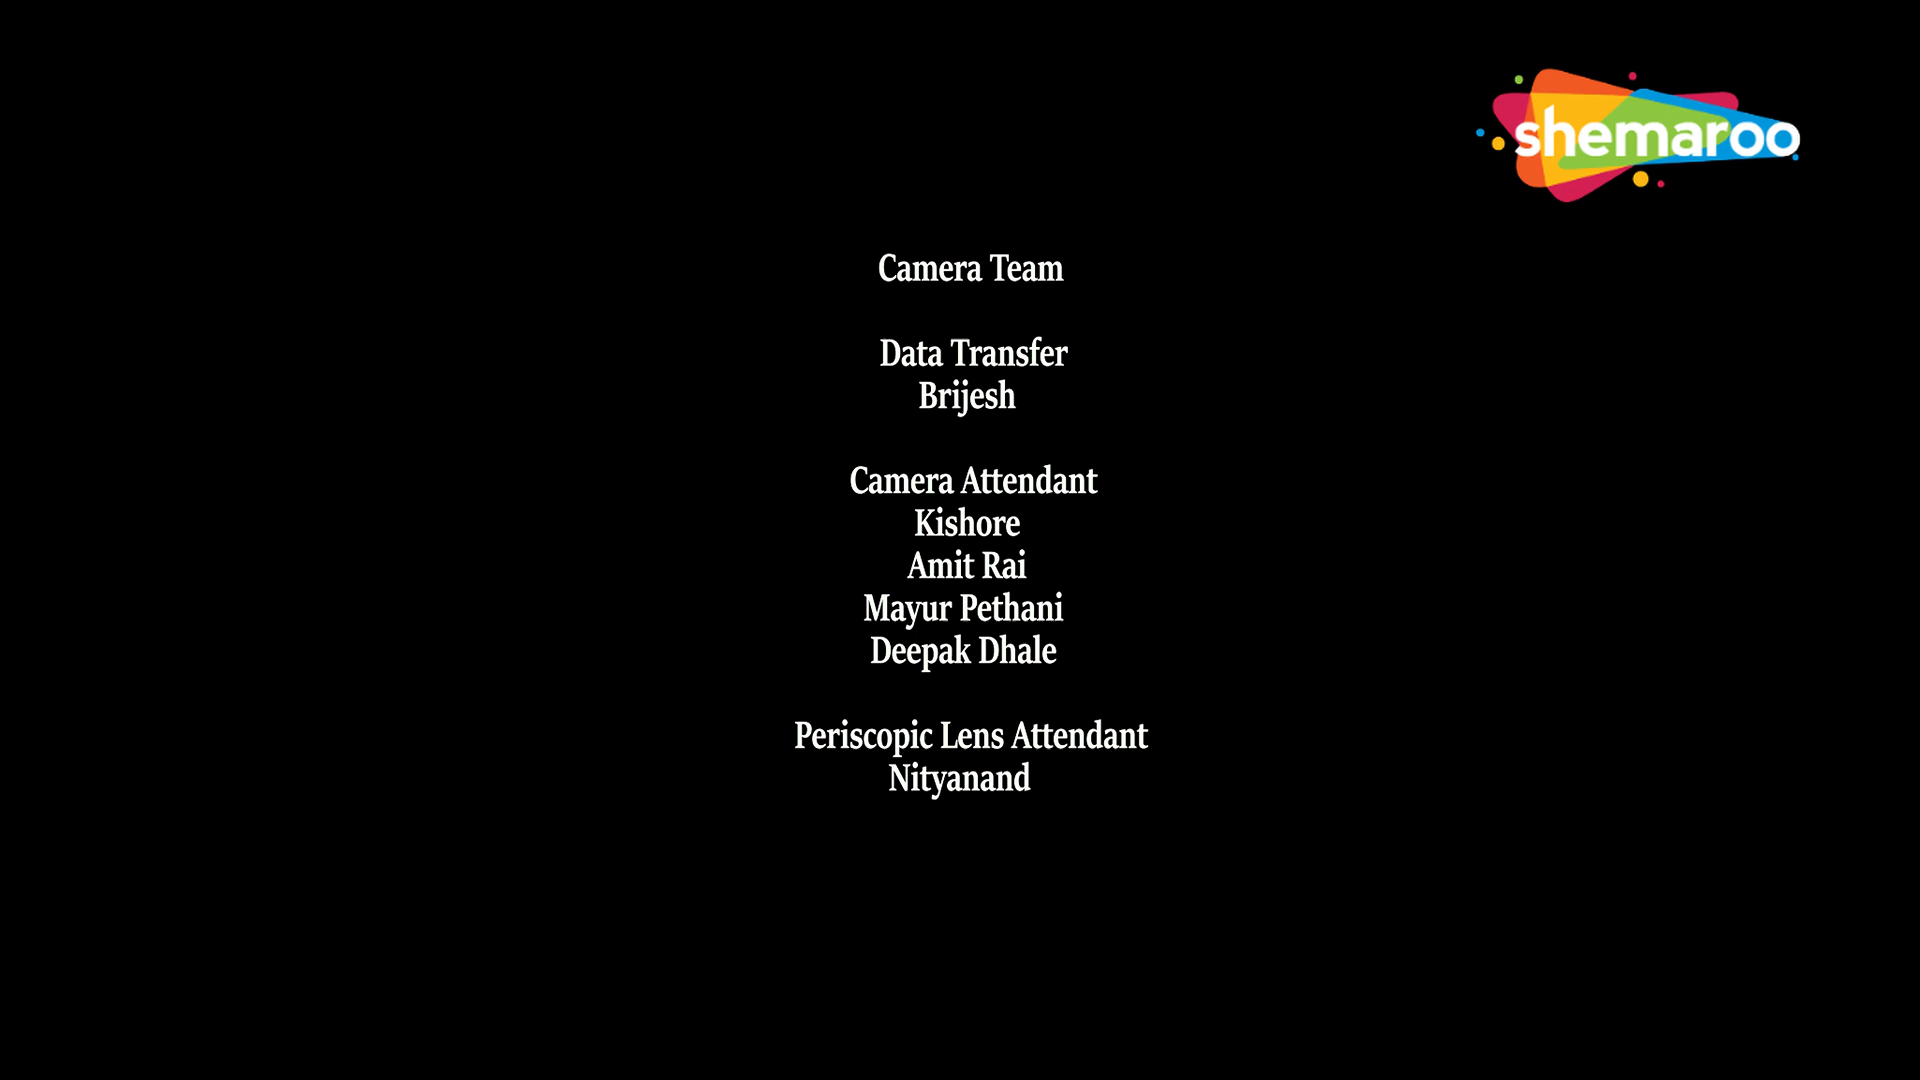 shemaroo
Camera Team
Data Transfer
Brijesh
Camera Attendant
Kishore
Amit Rai
Mayur Pethani
Deepak Dhale
Periscopic Lens Attendant
Nityanand